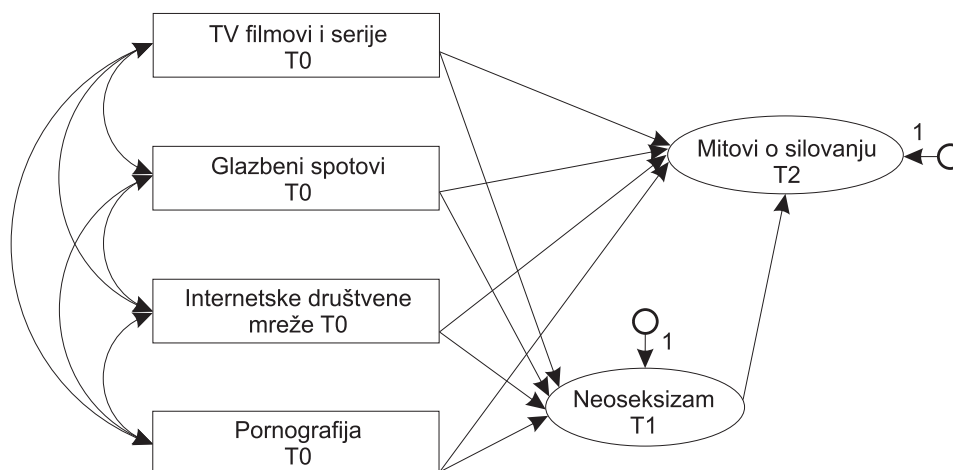 TV filmovi i serije
T0
Glazbeni spotovi
T0
Internetske društvene
mreže T0
Pornografija
T0
Mitovi o silovanju
T2
1
1
Neoseksizam
T1